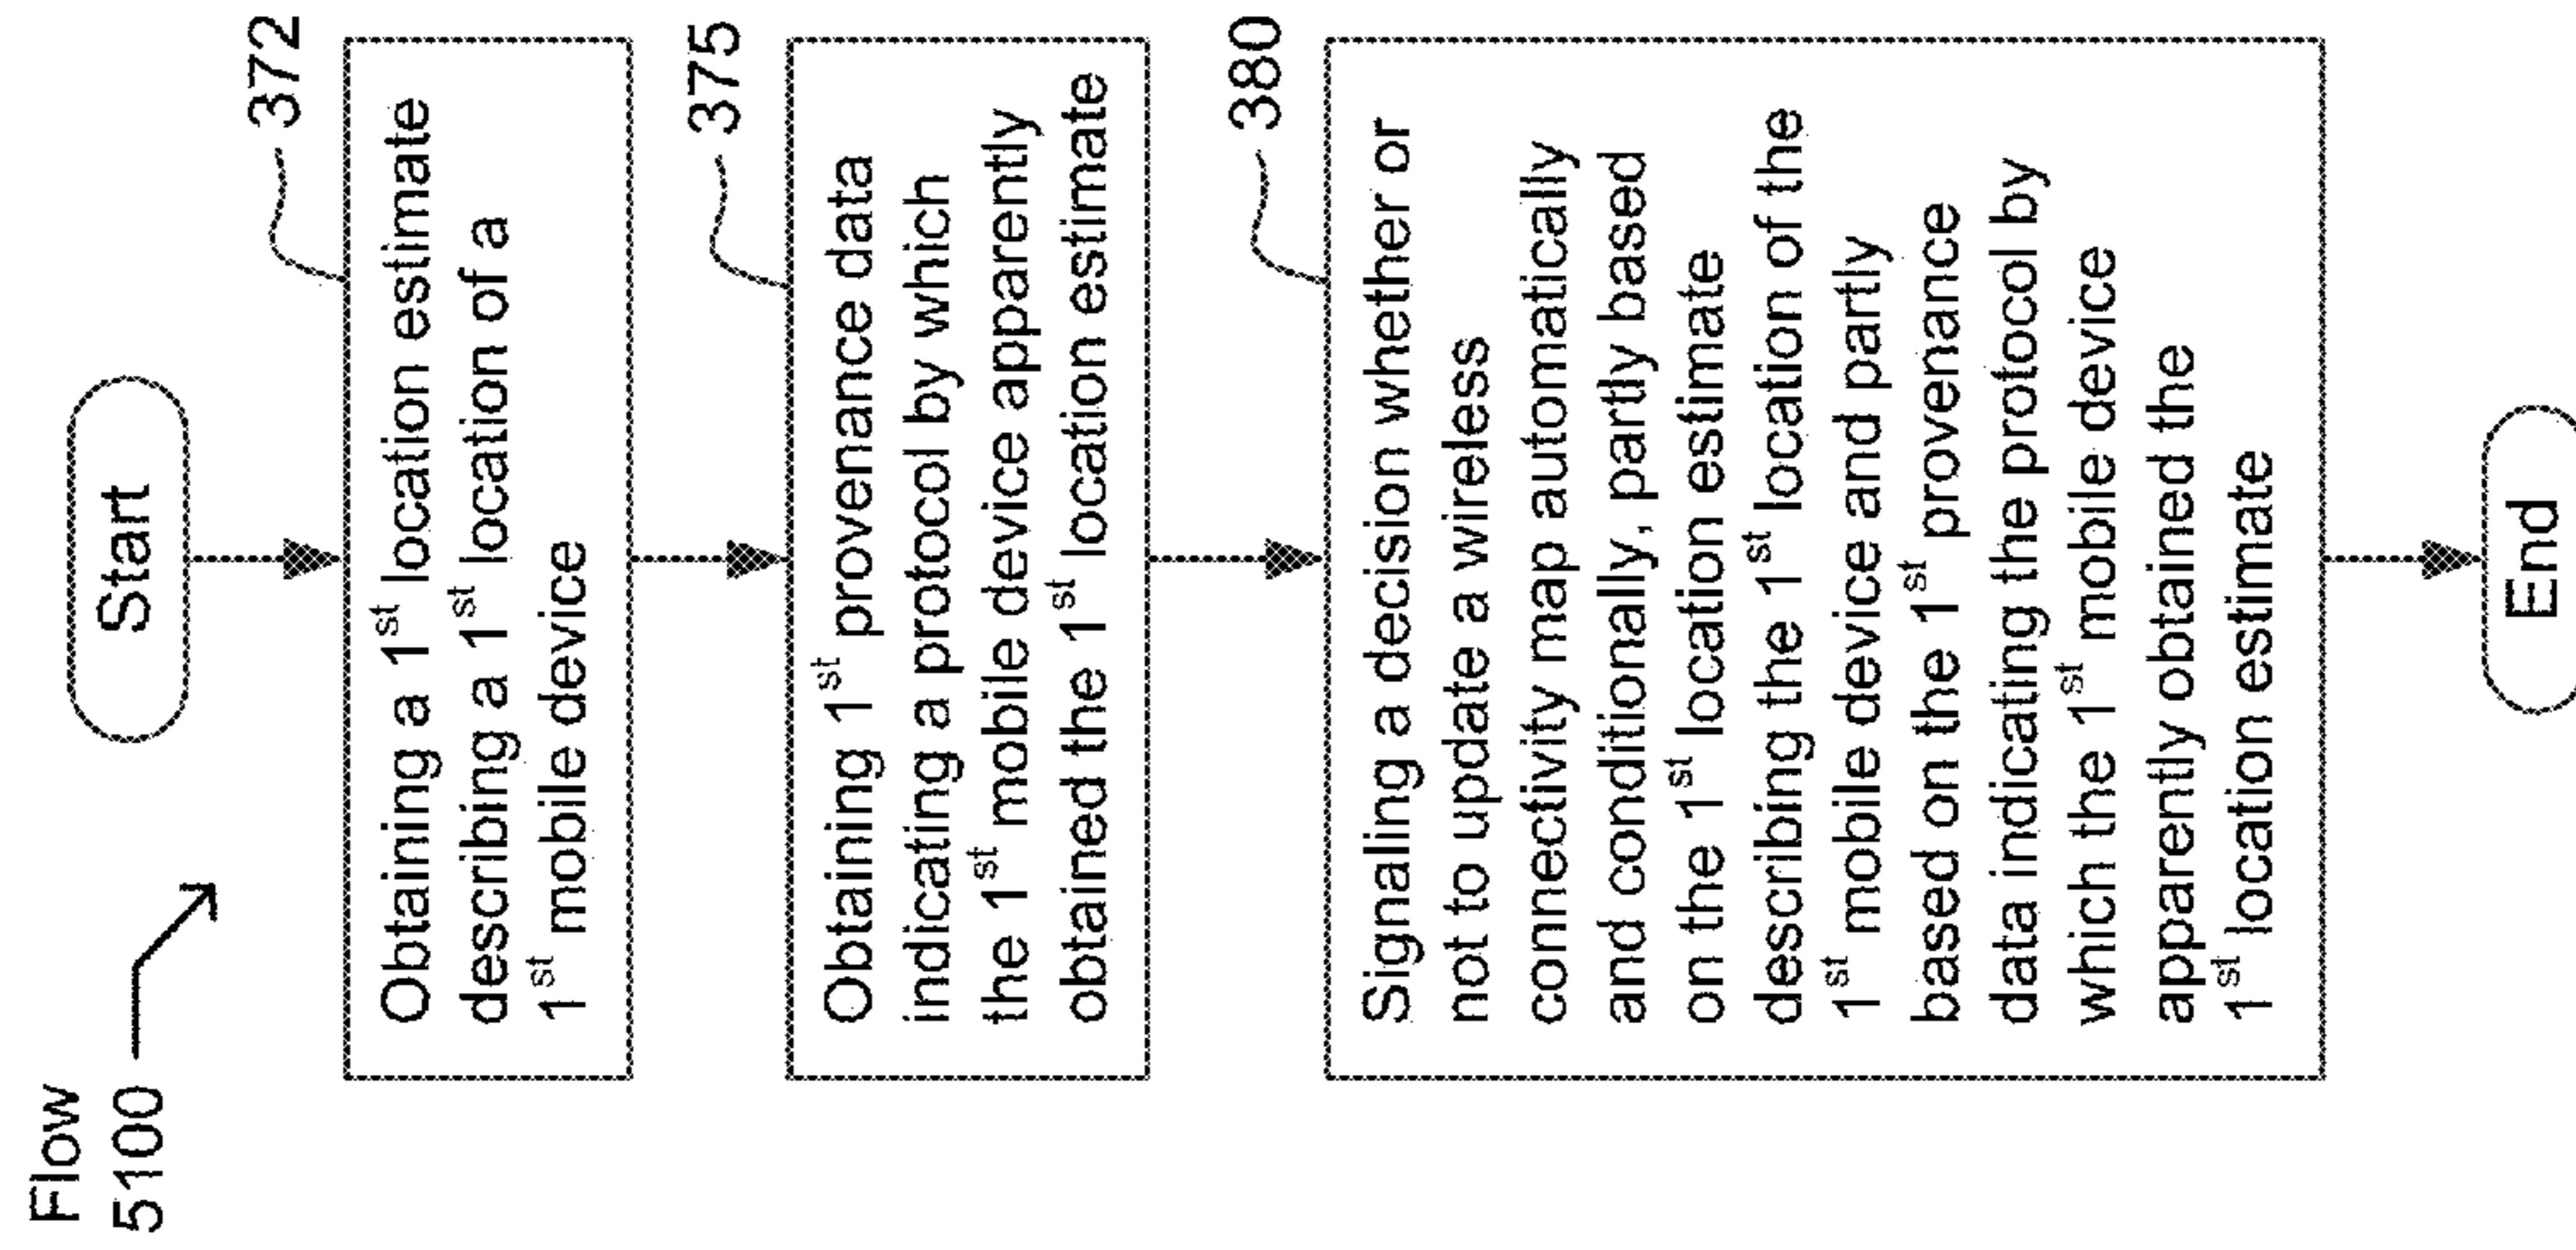 Flow
5100
Start
372
Obtaining a 1st location estimate
describing a 1st location of a
1st mobile device
375
Obtaining 1st provenance data
indicating a protocol by which
the 1st mobile device apparently
obtained the 1st location estimate
380
Signaling a decision whether or
not to update a wireless
connectivity map automatically
and conditionally, partly based
on the 1st location estimate
describing the 1st location of the
1st mobile device and partly
based on the 1st provenance
data indicating the protocol by
which the 1st mobile device
apparently obtained the
1st location estimate
End